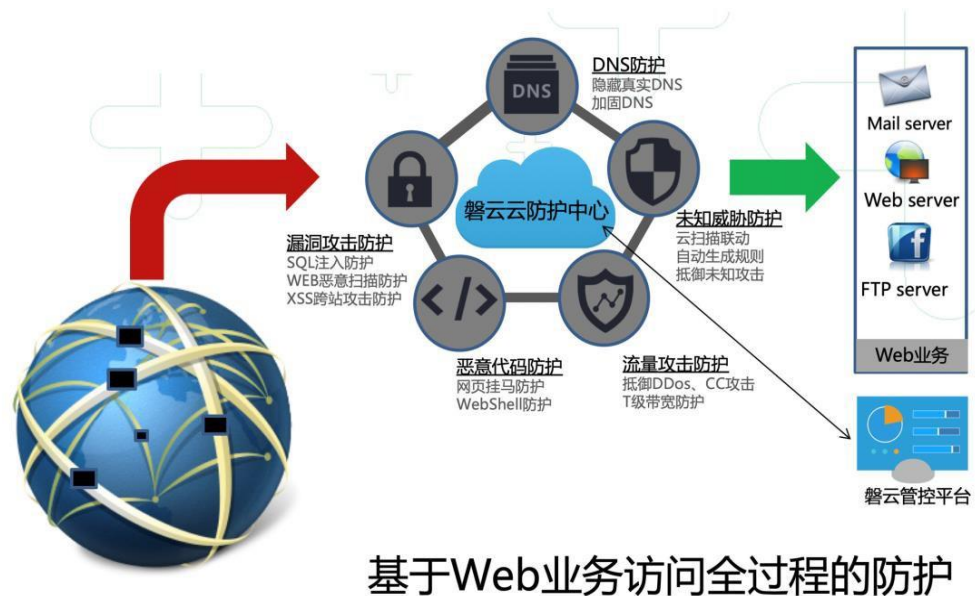 DNS防护
隐藏真实DNS
加固DNS
DNS
磐云云防护中心
漏洞攻击防护
SQL注入防护
WEB恶意扫描防护
XSS跨站攻击防护
未知威胁防护
云扫描联动
自动生成规则
抵御未知攻击
恶意代码防护
网页挂马防护
WebShell防护
流量攻击防护
抵御DDos、CC攻击
T级带宽防护
Mail server
Web server
FTP server
Web业务
磐云管控平台
基于Web业务访问全过程的防护